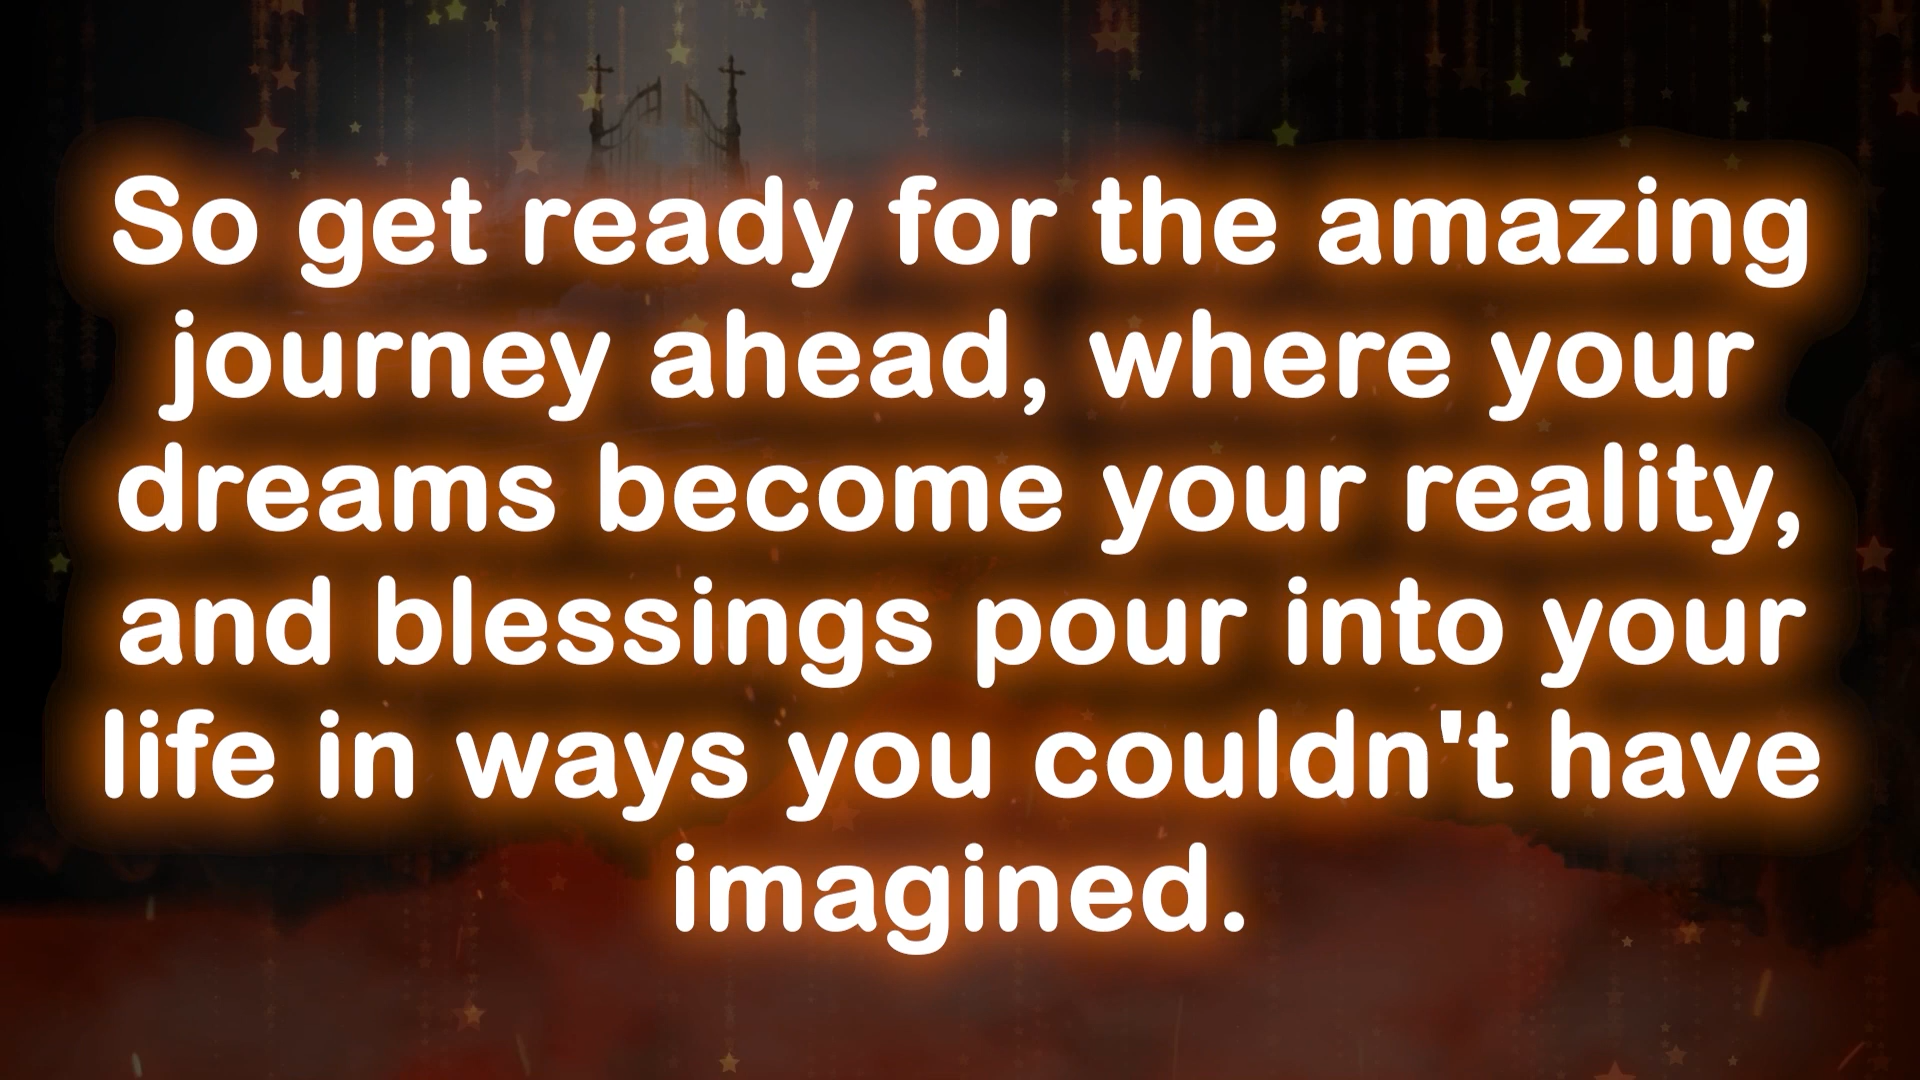 So get ready for the amazing
journey ahead, where your
dreams become your reality,
and blessings pour into your
life in ways you couldn't have
imagined.